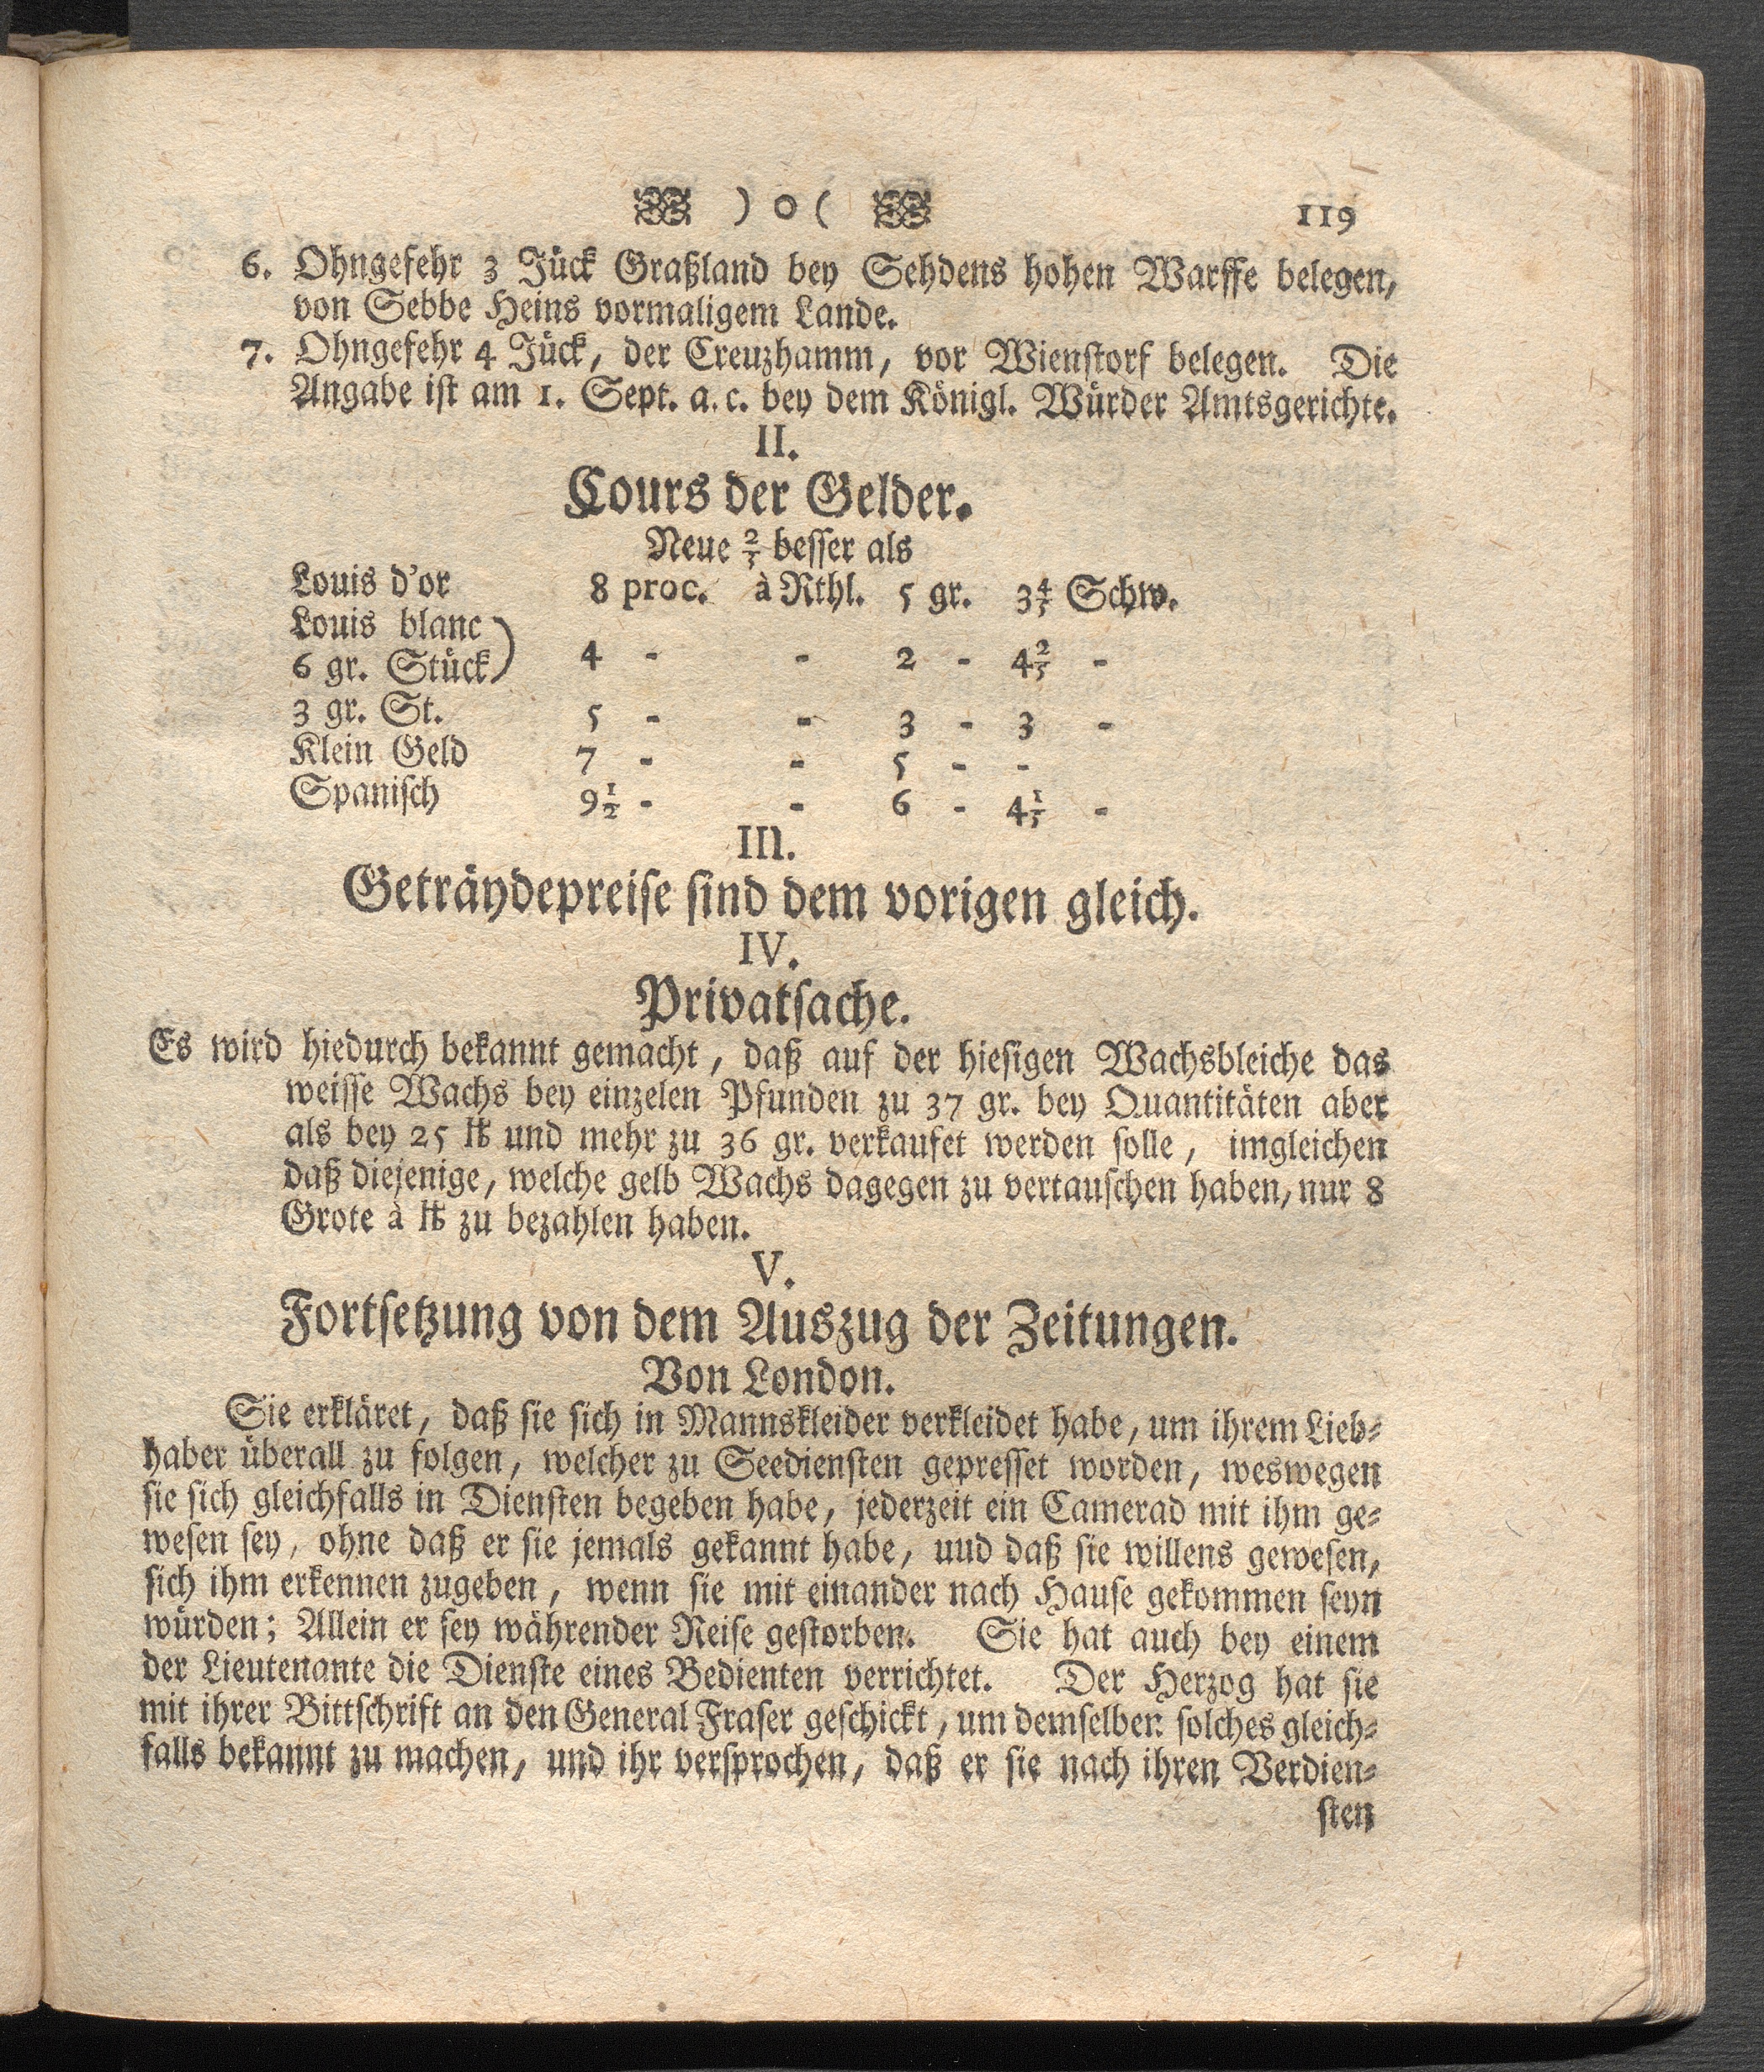 ) o ( 119
6. Ohngefehr 3 Jück Graßland bey Sehdens hohen Warffe belegen,
von Sebbe Heins vormaligem Lande.
7. Ohngefehr 4 Jück, der Creuzhamm, vor Wienstorf belegen. Die
Angabe ist am 1. Sept. a. c. bey dem Königl. Würder Amtsgerichte.
II.
Cours der Gelder.
Neue ⅔ besser als
Louis d'or 8 proc. à Rthl. 5 gr. 3⅘ Schw.
Louis blanc)
6 gr. Stück) 4 - - 2 - 4⅖ -
3 gr. St. 5 - - 3 - 3 -
Klein Geld 7 - - 5 - -
Spanisch 9½ - - 6 - 4⅕ -
III.
Geträydepreise sind dem vorigen gleich.
IV.
Privatsache.
Es wird hiedurch bekannt gemacht, daß auf der hiesigen Wachsbleiche das
weisse Wachs bey einzelen Pfunden zu 37 gr. bey Quantitäten aber
als bey 25 ℔ und mehr zu 36 gr. verkaufet werden solle, imgleichen
daß diejenige, welche gelb Wachs dagegen zu vertauschen haben, nur 8
Grote à ℔ zu bezahlen haben.
V.
Fortsetzung von dem Auszug der Zeitungen.
Von London.
Sie erkläret, daß sie sich in Mannskleider verkleidet habe, um ihrem Lieb-
haber überall zu folgen, welcher zu Seediensten gepresset worden, weswegen
sie sich gleichfalls in Diensten begeben habe, jederzeit ein Camerad mit ihm ge-
wesen sey, ohne daß er sie jemals gekannt habe, uud daß sie willens gewesen,
sich ihm erkennen zugeben, wenn sie mit einander nach Hause gekommen seyn
würden; Allein er sey währender Reise gestorben. Sie hat auch bey einem
der Lieutenante die Dienste eines Bedienten verrichtet. Der Herzog hat sie
mit ihrer Bittschrift an den General Fraser geschickt, um demselben solches gleich-
falls bekannt zu machen, und ihr versprochen, daß er sie nach ihren Verdien-
sten